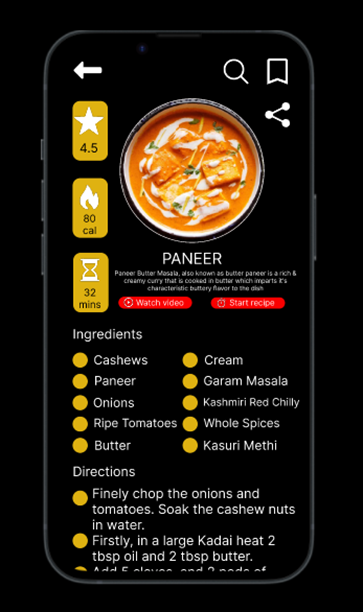 4.5
80
cal
32
mins
PANEER
Paneer Butter Masala, also known as butter paneer is a rich &
creamy curry that is cooked in butter which imparts it's
characteristic buttery flavor to the dish
Watch video
Start recipe
Ingredients
Cashews
Cream
Paneer
Garam Masala
Onions
Kashmiri Red Chilly
Ripe Tomatoes
Whole Spices
Butter
Kasuri Methi
Directions
Finely chop the onions and
tomatoes. Soak the cashew nuts
in water.
Firstly, in a large Kadai heat 2
tbsp oil and 2 tbsp butter.
Add 5 cloves, and 2 pods of